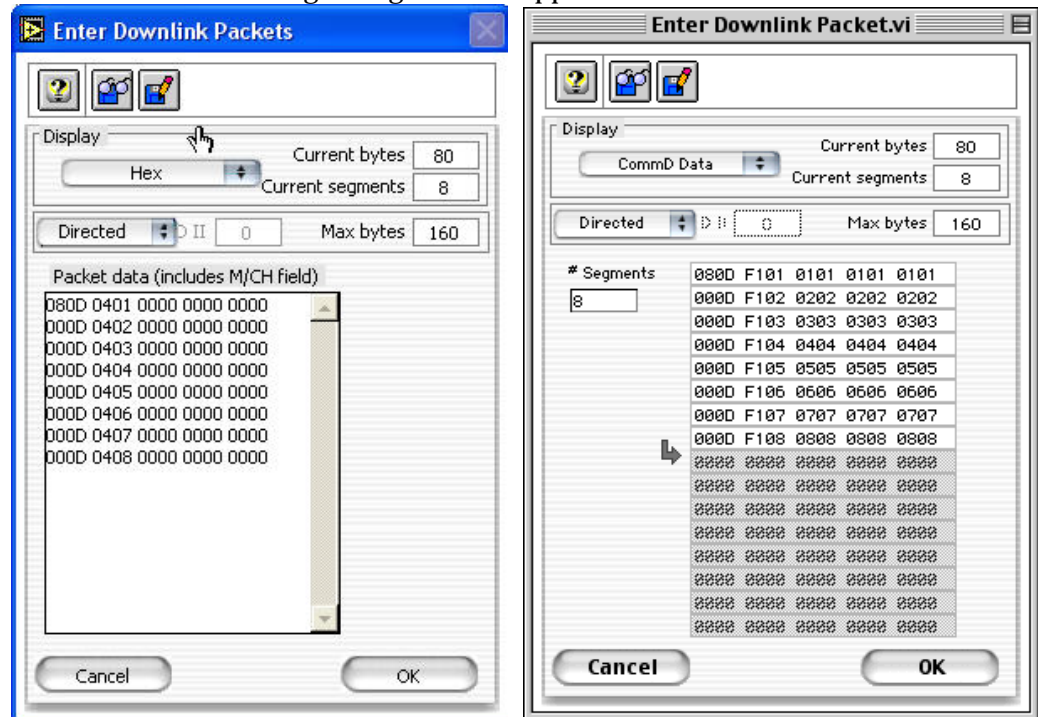 Enter Downlink Packets
Display
Hex
Current bytes 80
Current segments 8
Directed D II 0 Max bytes 160
Packet data (includes M/CH field)
080D 0401 0000 0000 0000
000D 0402 0000 0000 0000
000D 0403 0000 0000 0000
000D 0404 0000 0000 0000
000D 0405 0000 0000 0000
000D 0406 0000 0000 0000
000D 0407 0000 0000 0000
000D 0408 0000 0000 0000
Cancel OK
Enter Downlink Packet.vi
Display
CommD Data
Current bytes 80
Current segments 8
Directed D II 0 Max bytes 160
# Segments
8
080D F101 0101 0101 0101
000D F102 0202 0202 0202
000D F103 0303 0303 0303
000D F104 0404 0404 0404
000D F105 0505 0505 0505
000D F106 0606 0606 0606
000D F107 0707 0707 0707
000D F108 0808 0808 0808
0000 0000 0000 0000 0000
0000 0000 0000 0000 0000
0000 0000 0000 0000 0000
0000 0000 0000 0000 0000
0000 0000 0000 0000 0000
0000 0000 0000 0000 0000
0000 0000 0000 0000 0000
0000 0000 0000 0000 0000
Cancel OK